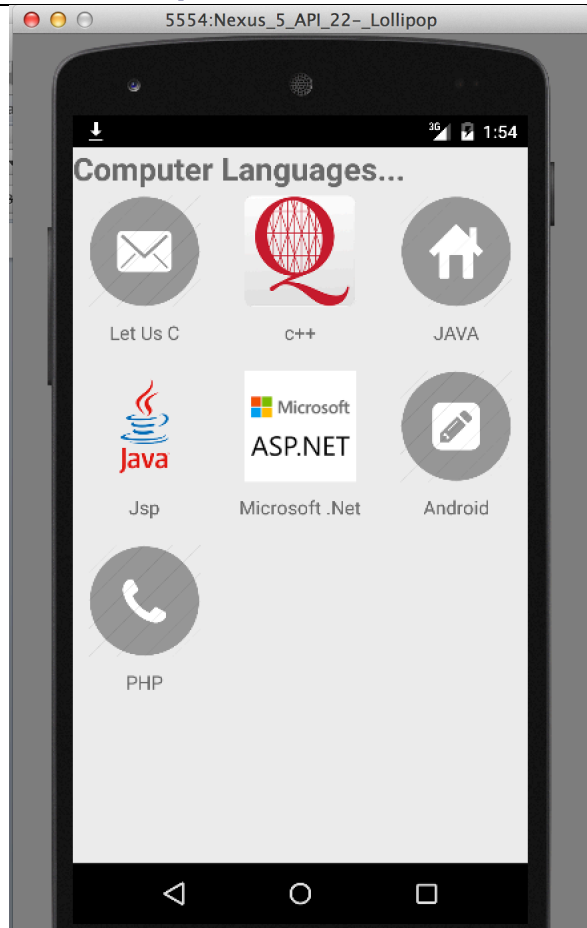 5554:Nexus_5_API_22-_Lollipop
3G 1:54
Computer Languages...
Q
Let Us C c++ JAVA
Java
Microsoft
ASP.NET
Jsp Microsoft .Net Android
PHP